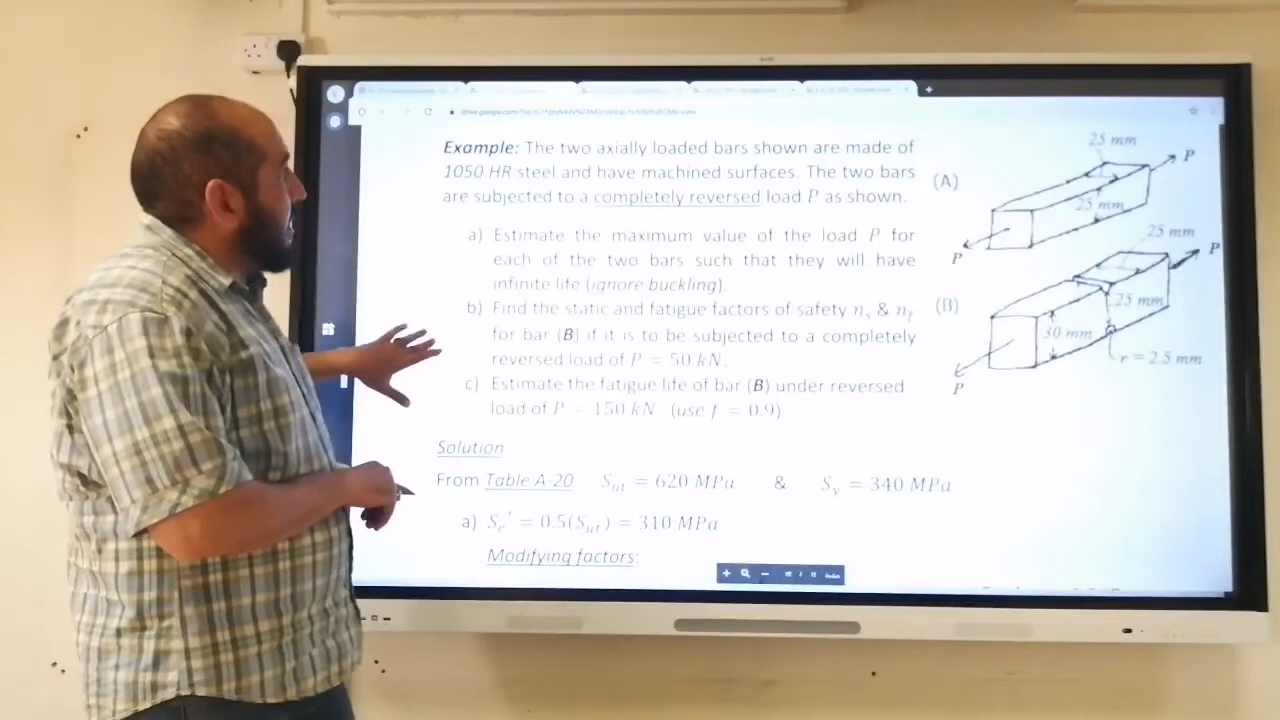 Example: The two axially loaded bars shown are made of
1050 HR steel and have machined surfaces. The two bars
are subjected to a completely reversed load P as shown.
a) Estimate the maximum value of the load P for
each of the two bars such that they will have
infinite life (ignore buckling).
b) Find the static and fatigue factors of safety nₛ & n_f
for bar (B) if it is to be subjected to a completely
reversed load of P = 50 kN.
c) Estimate the fatigue life of bar (B) under reversed
load of P = 150 kN (use f = 0.9)
(A)
25 mm
P
25 mm
P
(B)
25 mm
P
25 mm
30 mm
r = 2.5 mm
P
Solution
From Table A-20 Sᵤₜ = 620 MPa & Sᵧ = 340 MPa
a) Sₑ' = 0.5(Sᵤₜ) = 310 MPa
Modifying factors: